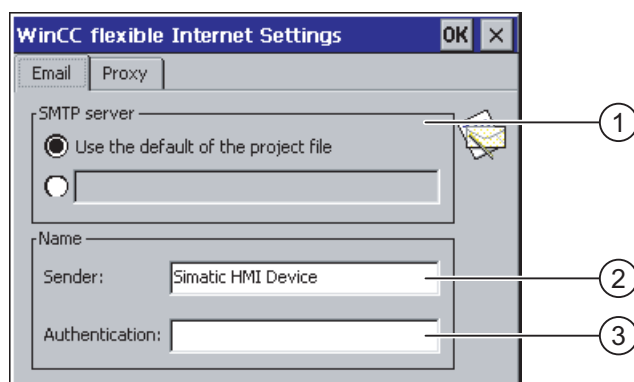 WinCC flexible Internet Settings OK ×
Email Proxy
SMTP server
1
Use the default of the project file
Name
Sender: Simatic HMI Device
2
Authentication:
3